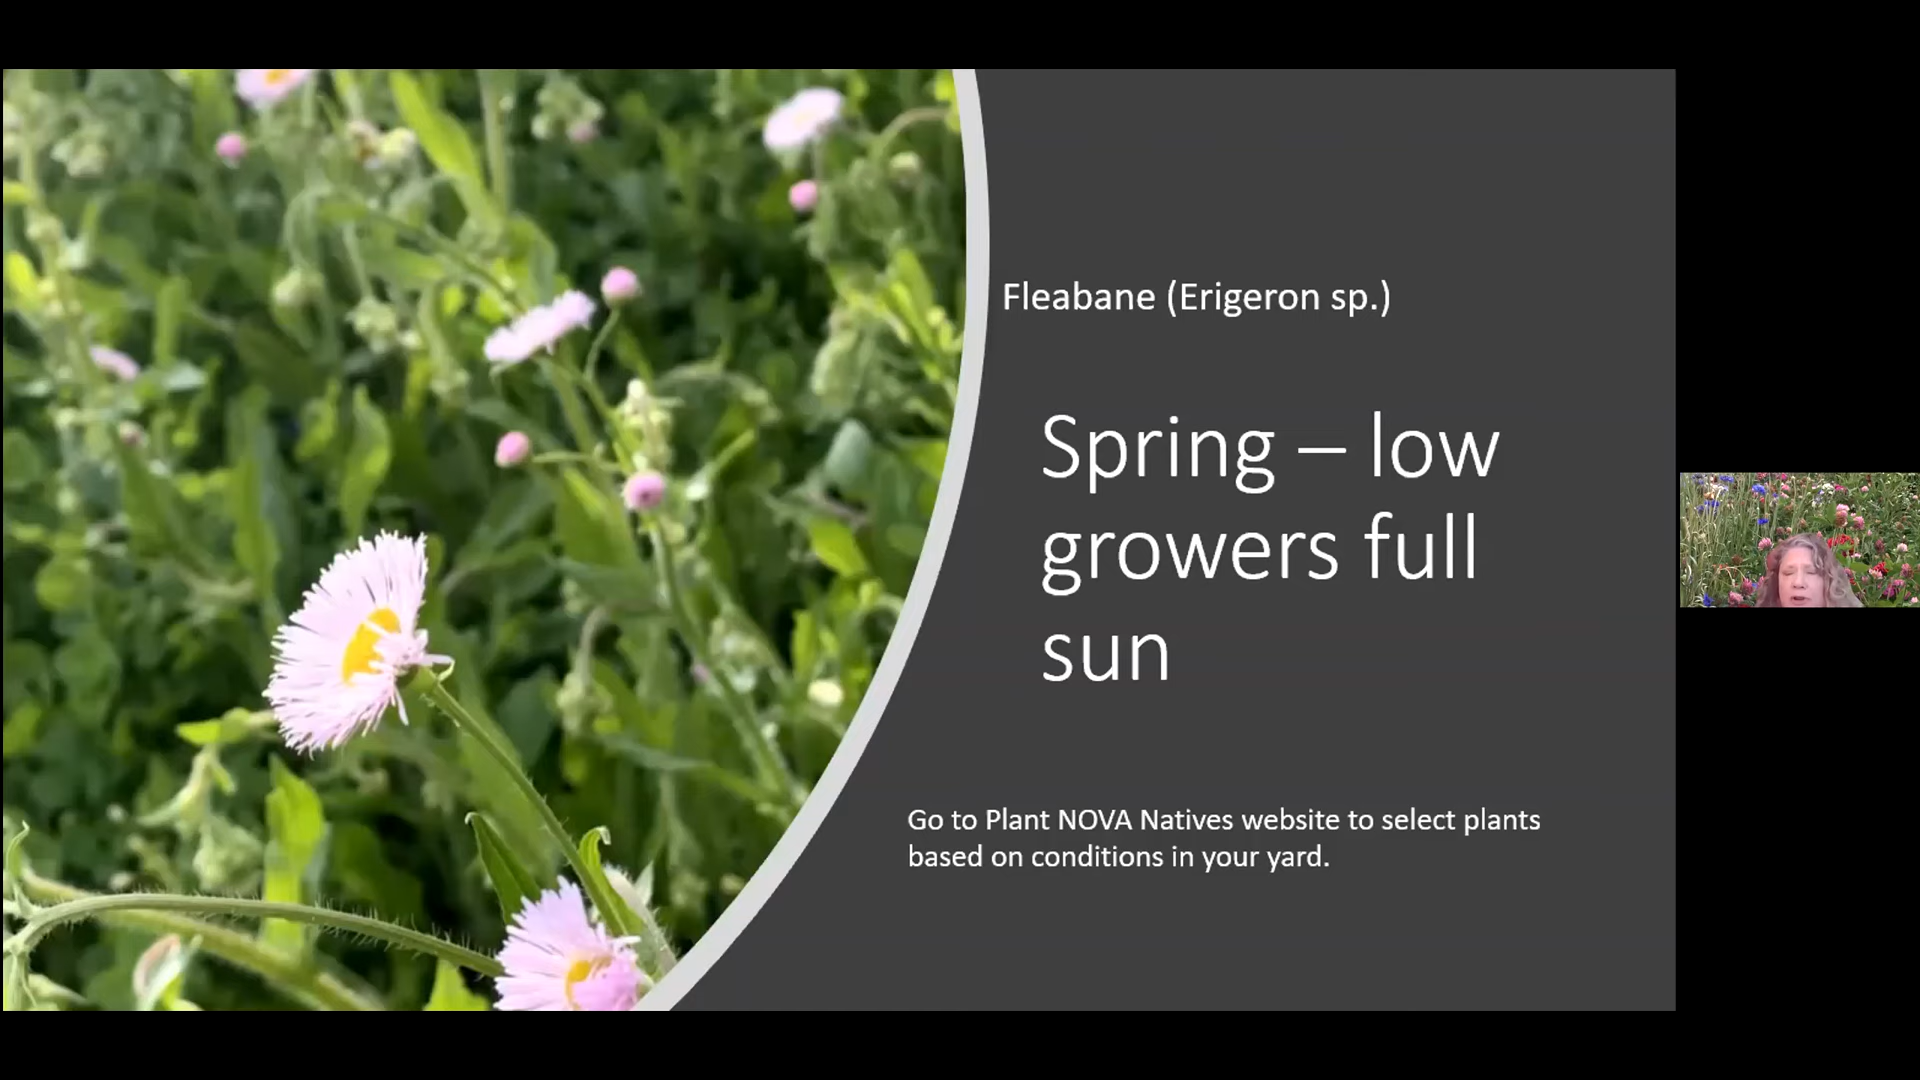 Fleabane (Erigeron sp.)
Spring – low
growers full
sun
Go to Plant NOVA Natives website to select plants
based on conditions in your yard.